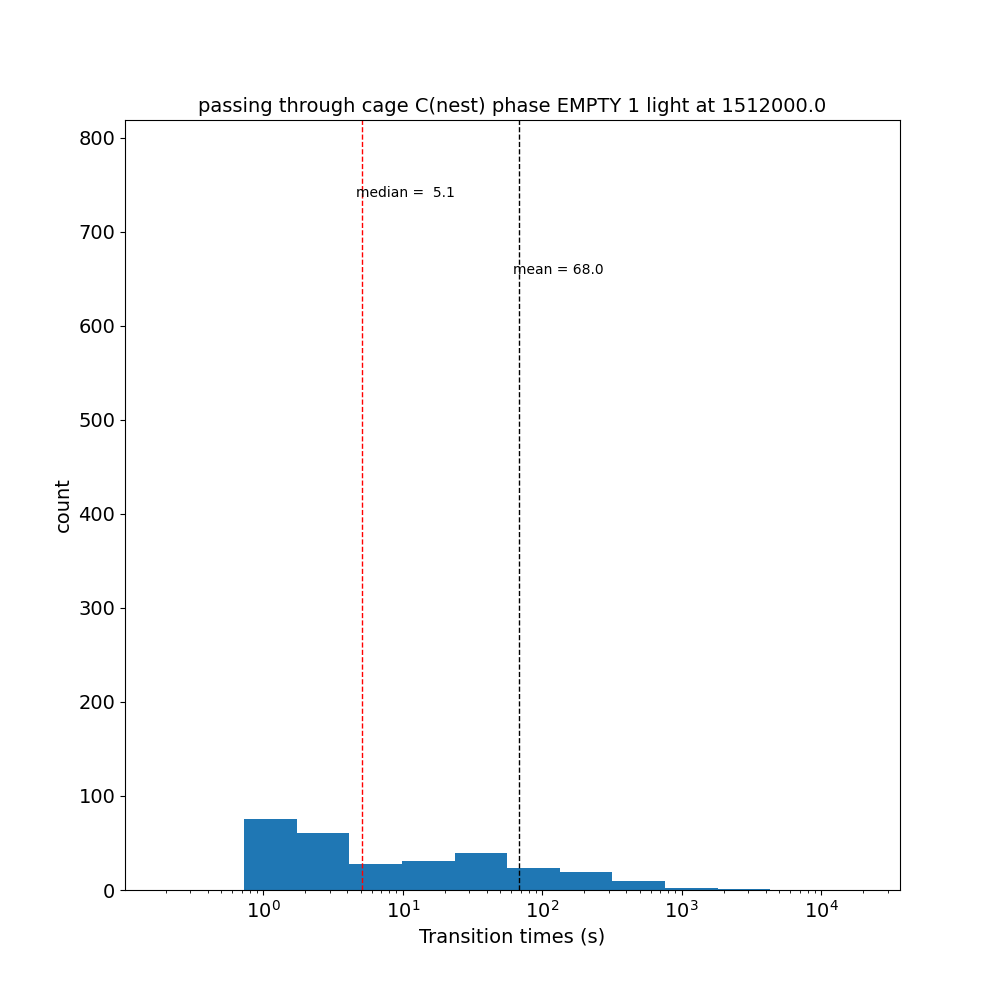 passing through cage C(nest) phase EMPTY 1 light at 1512000.0
800
median =  5.1
700
mean = 68.0
600
500
count
400
300
200
100
0
10⁰ 10¹ 10² 10³ 10⁴
Transition times (s)